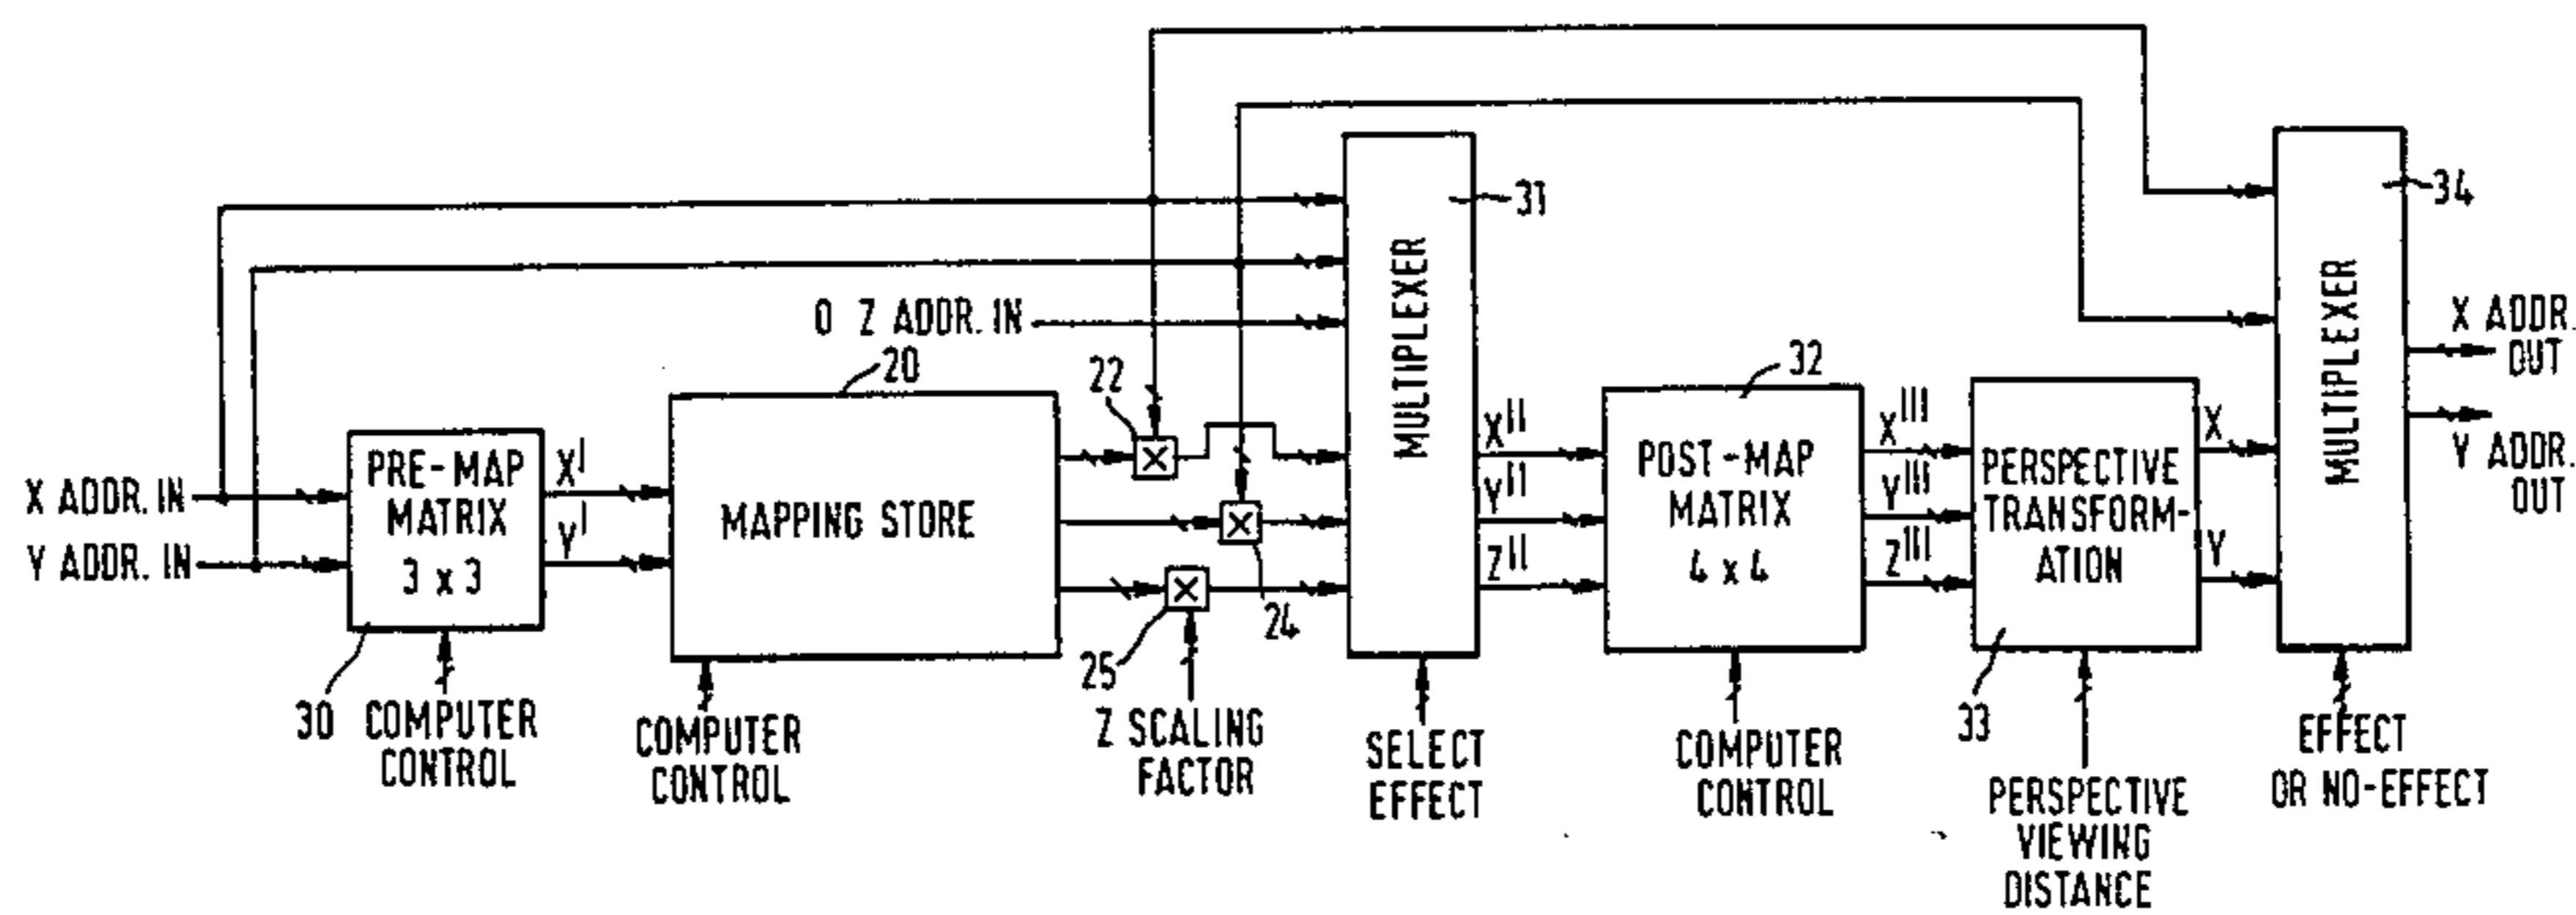 X ADDR. IN
Y ADDR. IN
PRE-MAP
MATRIX
3 x 3
30
COMPUTER
CONTROL
X'
Y'
MAPPING STORE
20
COMPUTER
CONTROL
0 Z ADDR. IN
22
X
X
24
X
25
Z SCALING
FACTOR
MULTIPLEXER
31
SELECT
EFFECT
X''
Y''
Z''
POST-MAP
MATRIX
4 x 4
32
COMPUTER
CONTROL
X'''
Y'''
Z'''
PERSPECTIVE
TRANSFORM-
ATION
33
PERSPECTIVE
VIEWING
DISTANCE
X
Y
MULTIPLEXER
34
EFFECT
OR NO-EFFECT
X ADDR.
OUT
Y ADDR.
OUT